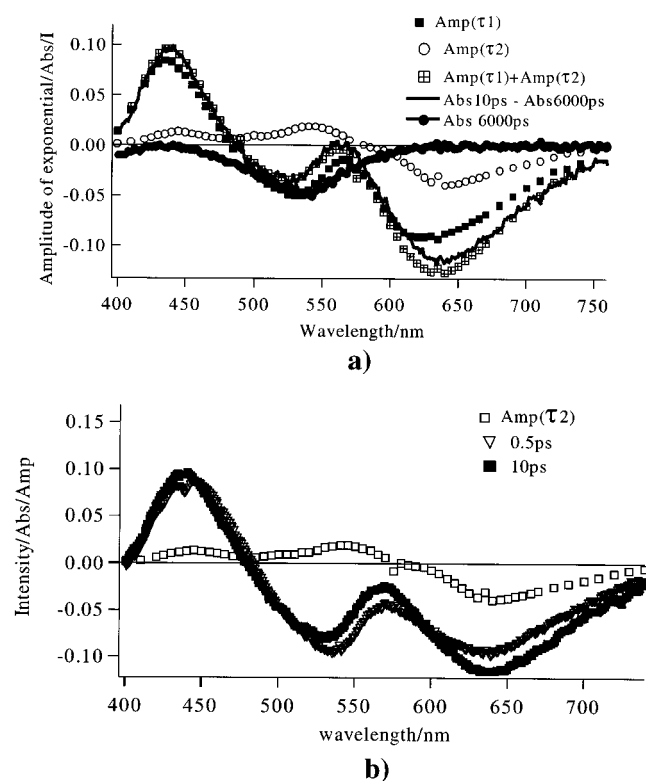 Amp(τ1)
Amp(τ2)
Amp(τ1)+Amp(τ2)
Abs10ps - Abs6000ps
Abs 6000ps
Amplitude of exponential/Abs/I
0.10
0.05
0.00
-0.05
-0.10
400 450 500 550 600 650 700 750
Wavelength/nm
a)
Amp(τ2)
0.5ps
10ps
Intensity/Abs/Amp
0.15
0.10
0.05
0.00
-0.05
-0.10
400 450 500 550 600 650 700
wavelength/nm
b)